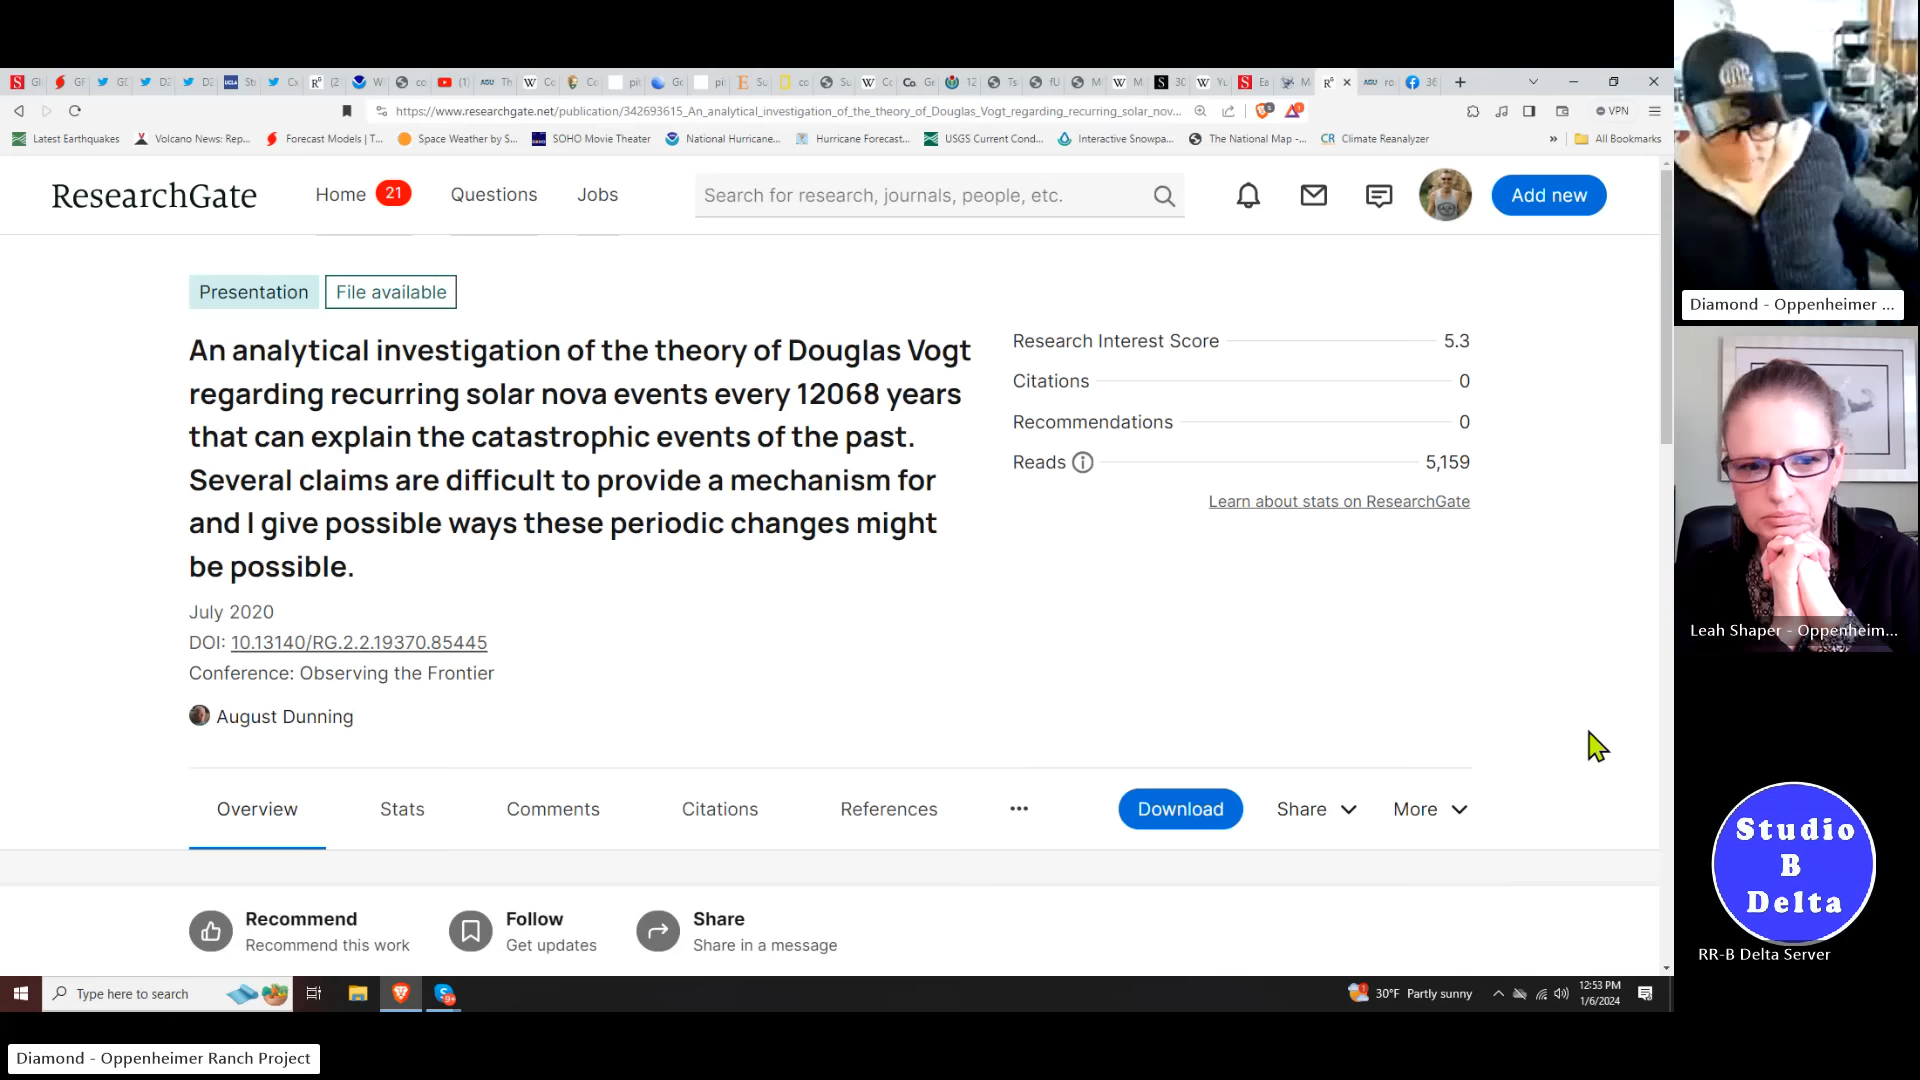 https://www.researchgate.net/publication/342693615_An_analytical_investigation_of_the_theory_of_Douglas_Vogt_regarding_recurring_solar_nov...
VPN
Latest Earthquakes
Volcano News: Rep...
Forecast Models | T...
Space Weather by S...
SOHO Movie Theater
National Hurricane...
Hurricane Forecast...
USGS Current Cond...
Interactive Snowpa...
The National Map -...
CR Climate Reanalyzer
All Bookmarks
ResearchGate
Home 21
Questions
Jobs
Search for research, journals, people, etc.
Add new
Presentation
File available
An analytical investigation of the theory of Douglas Vogt
regarding recurring solar nova events every 12068 years
that can explain the catastrophic events of the past.
Several claims are difficult to provide a mechanism for
and I give possible ways these periodic changes might
be possible.
July 2020
DOI: 10.13140/RG.2.2.19370.85445
Conference: Observing the Frontier
August Dunning
Research Interest Score 5.3
Citations 0
Recommendations 0
Reads 5,159
Learn about stats on ResearchGate
Overview
Stats
Comments
Citations
References
Download
Share
More
Recommend
Recommend this work
Follow
Get updates
Share
Share in a message
Type here to search
30°F Partly sunny
12:53 PM
1/6/2024
Diamond - Oppenheimer Ranch Project
Diamond - Oppenheimer ...
Leah Shaper - Oppenheim...
Studio
B
Delta
RR-B Delta Server